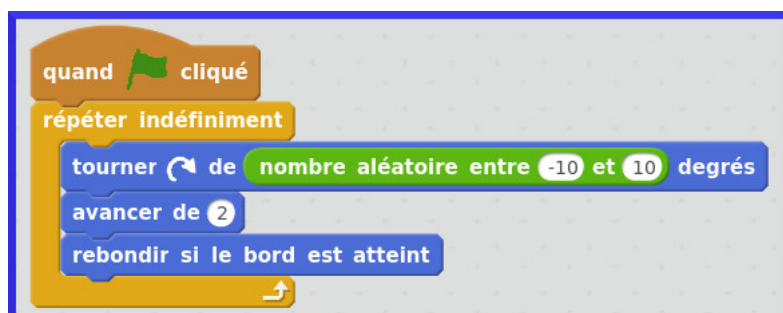 quand cliqué
répéter indéfiniment
tourner de nombre aléatoire entre -10 et 10 degrés
avancer de 2
rebondir si le bord est atteint